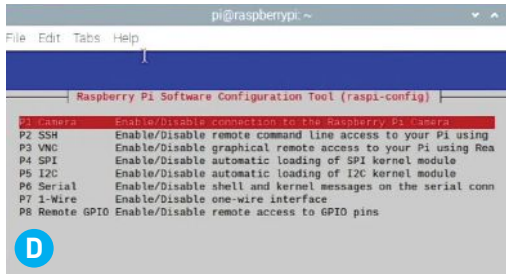 pi@raspberrypi: ~
File Edit Tabs Help
Raspberry Pi Software Configuration Tool (raspi-config)
P1 Camera Enable/Disable connection to the Raspberry Pi Camera
P2 SSH Enable/Disable remote command line access to your Pi using
P3 VNC Enable/Disable graphical remote access to your Pi using Rea
P4 SPI Enable/Disable automatic loading of SPI kernel module
P5 I2C Enable/Disable automatic loading of I2C kernel module
P6 Serial Enable/Disable shell and kernel messages on the serial conn
P7 1-Wire Enable/Disable one-wire interface
P8 Remote GPIO Enable/Disable remote access to GPIO pins
D